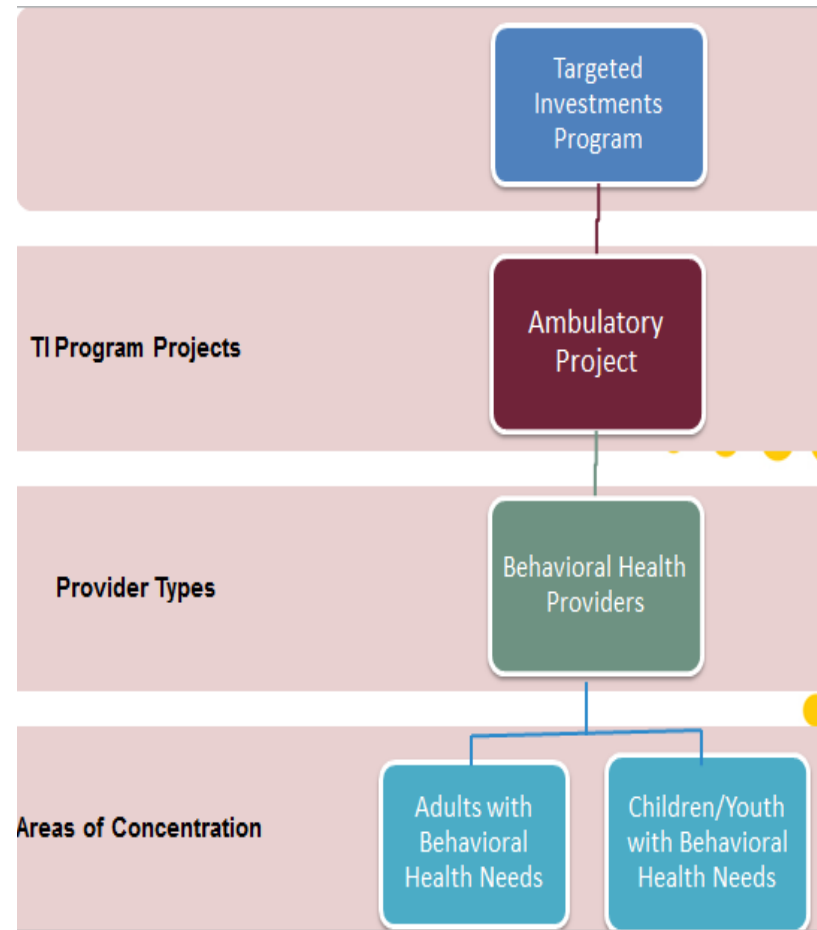 Targeted
Investments
Program
TI Program Projects
Ambulatory
Project
Provider Types
Behavioral Health
Providers
Areas of Concentration
Adults with
Behavioral
Health Needs
Children/Youth
with Behavioral
Health Needs